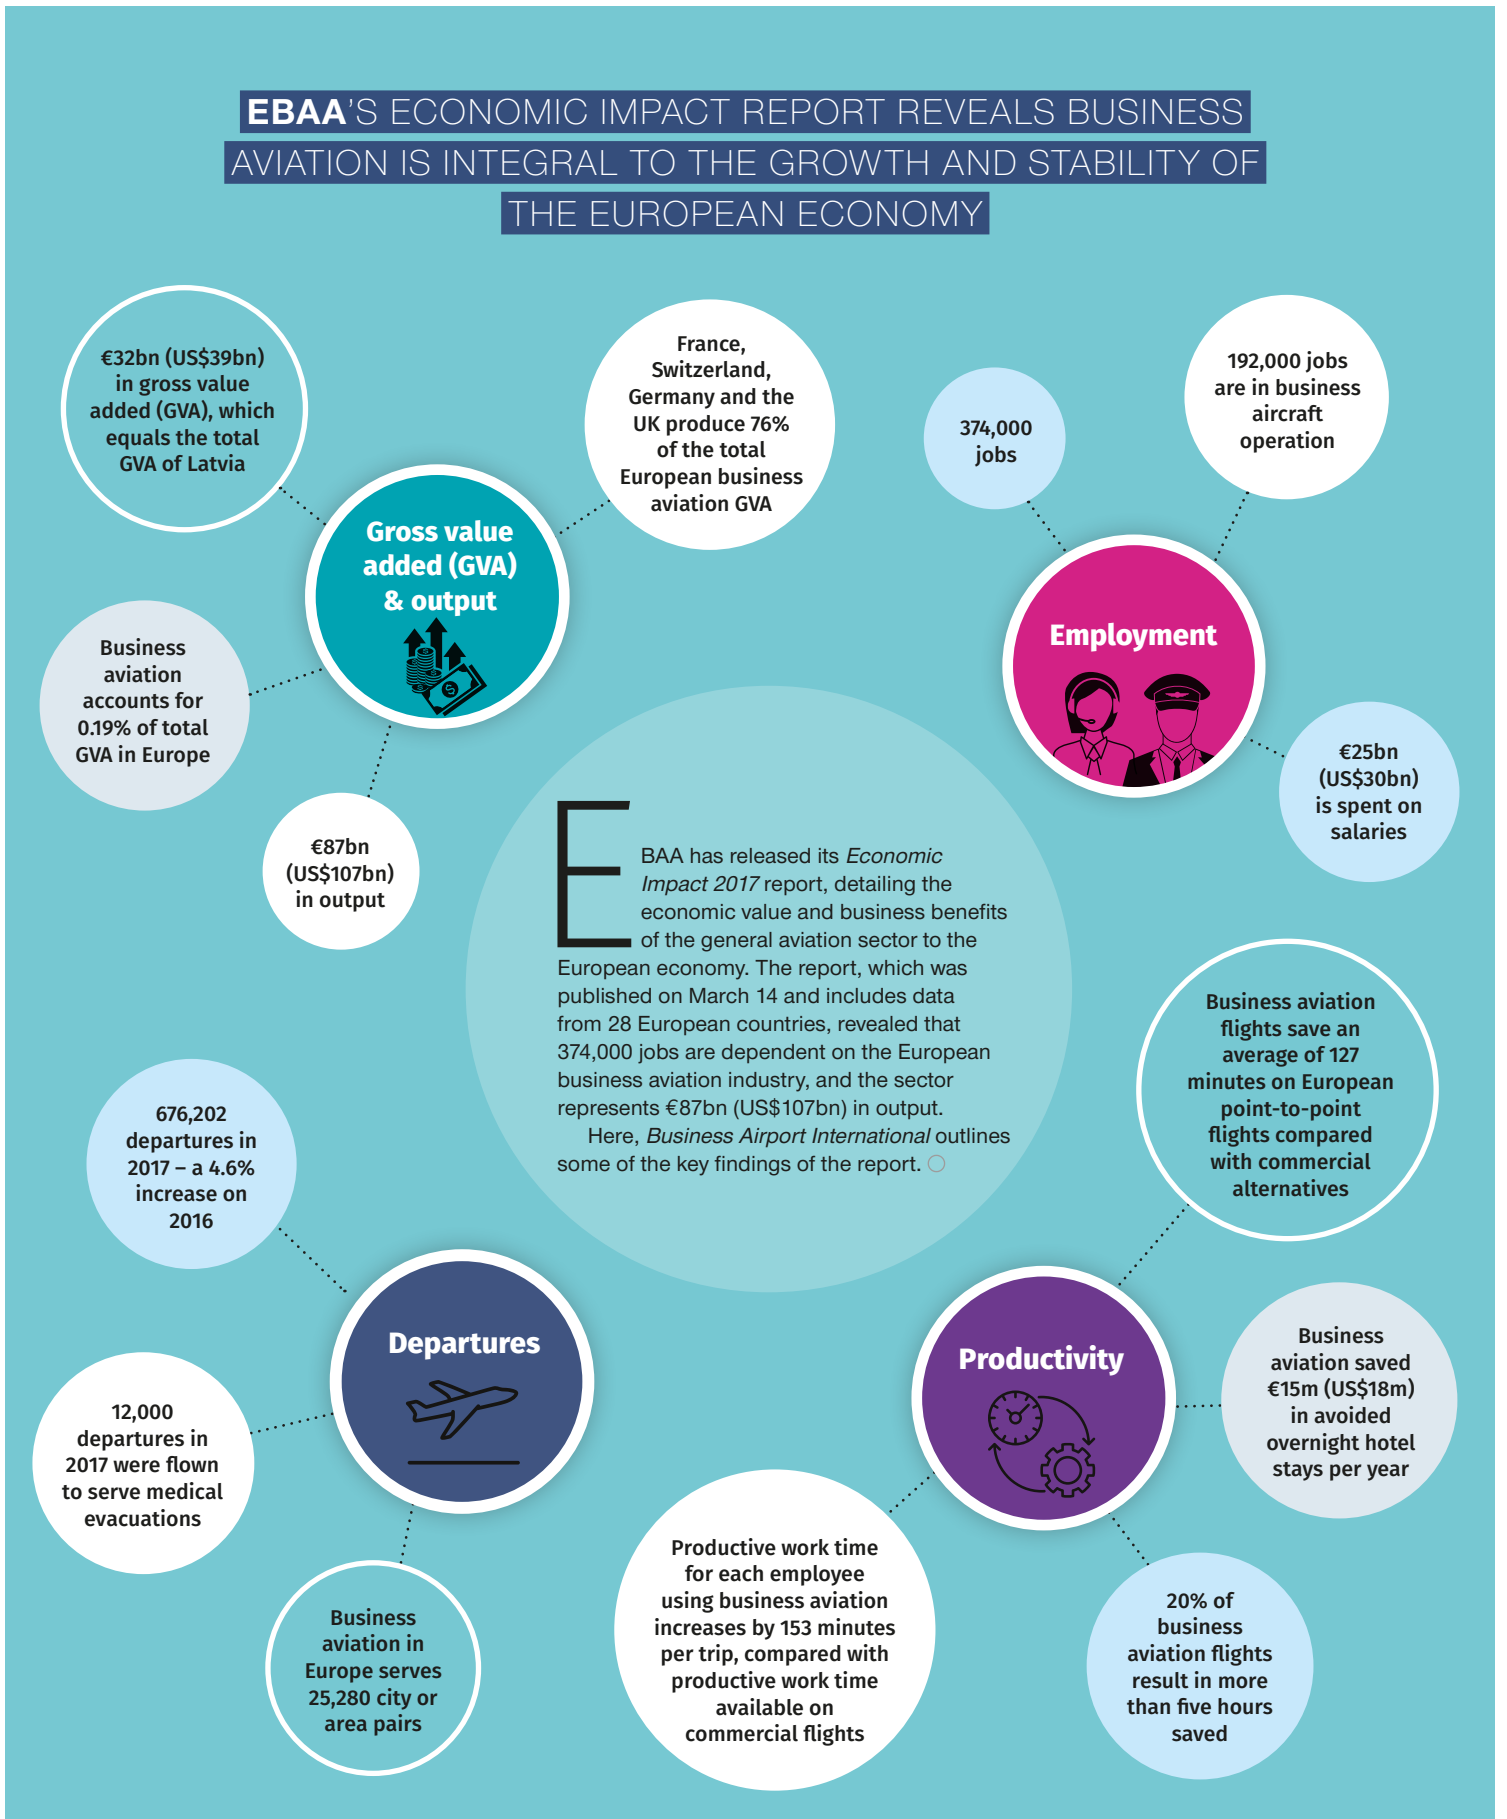 EBAA'S ECONOMIC IMPACT REPORT REVEALS BUSINESS
AVIATION IS INTEGRAL TO THE GROWTH AND STABILITY OF
THE EUROPEAN ECONOMY
€32bn (US$39bn)
in gross value
added (GVA), which
equals the total
GVA of Latvia
France,
Switzerland,
Germany and the
UK produce 76%
of the total
European business
aviation GVA
Gross value
added (GVA)
& output
Business
aviation
accounts for
0.19% of total
GVA in Europe
€87bn
(US$107bn)
in output
374,000
jobs
192,000 jobs
are in business
aircraft
operation
Employment
€25bn
(US$30bn)
is spent on
salaries
EBAA has released its Economic
Impact 2017 report, detailing the
economic value and business benefits
of the general aviation sector to the
European economy. The report, which was
published on March 14 and includes data
from 28 European countries, revealed that
374,000 jobs are dependent on the European
business aviation industry, and the sector
represents €87bn (US$107bn) in output.
Here, Business Airport International outlines
some of the key findings of the report.
676,202
departures in
2017 – a 4.6%
increase on
2016
Departures
12,000
departures in
2017 were flown
to serve medical
evacuations
Business
aviation in
Europe serves
25,280 city or
area pairs
Business aviation
flights save an
average of 127
minutes on European
point-to-point
flights compared
with commercial
alternatives
Productivity
Business
aviation saved
€15m (US$18m)
in avoided
overnight hotel
stays per year
Productive work time
for each employee
using business aviation
increases by 153 minutes
per trip, compared with
productive work time
available on
commercial flights
20% of
business
aviation flights
result in more
than five hours
saved